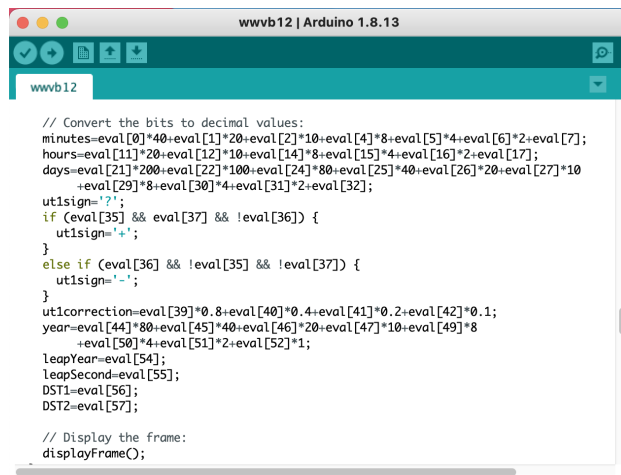 wwvb12 | Arduino 1.8.13
wwvb12
// Convert the bits to decimal values:
minutes=eval[0]*40+eval[1]*20+eval[2]*10+eval[4]*8+eval[5]*4+eval[6]*2+eval[7];
hours=eval[11]*20+eval[12]*10+eval[14]*8+eval[15]*4+eval[16]*2+eval[17];
days=eval[21]*200+eval[22]*100+eval[24]*80+eval[25]*40+eval[26]*20+eval[27]*10
+eval[29]*8+eval[30]*4+eval[31]*2+eval[32];
ut1sign='?';
if (eval[35] && eval[37] && !eval[36]) {
ut1sign='+';
}
else if (eval[36] && !eval[35] && !eval[37]) {
ut1sign='-';
}
ut1correction=eval[39]*0.8+eval[40]*0.4+eval[41]*0.2+eval[42]*0.1;
year=eval[44]*80+eval[45]*40+eval[46]*20+eval[47]*10+eval[49]*8
+eval[50]*4+eval[51]*2+eval[52]*1;
leapYear=eval[54];
leapSecond=eval[55];
DST1=eval[56];
DST2=eval[57];
// Display the frame:
displayFrame();